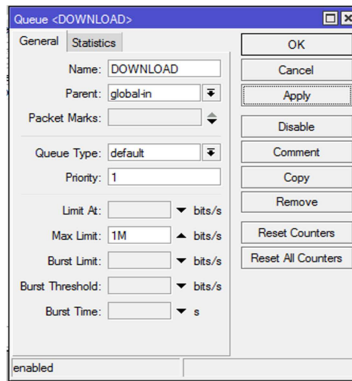 Queue <DOWNLOAD>
General Statistics
Name: DOWNLOAD
Parent: global-in
Packet Marks:
Queue Type: default
Priority: 1
Limit At: bits/s
Max Limit: 1M bits/s
Burst Limit: bits/s
Burst Threshold: bits/s
Burst Time: s
OK
Cancel
Apply
Disable
Comment
Copy
Remove
Reset Counters
Reset All Counters
enabled